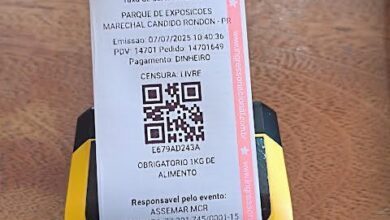 PARQUE DE EXPOSICOES
MARECHAL CANDIDO RONDON - PR
Emissão: 07/07/2025 10:40:36
PDV: 14701 Pedido: 14701649
Pagamento: DINHEIRO
CENSURA: LIVRE
E679AD243A
OBRIGATORIO 1KG DE
ALIMENTO
Responsavel pelo evento:
ASSEMAR MCR